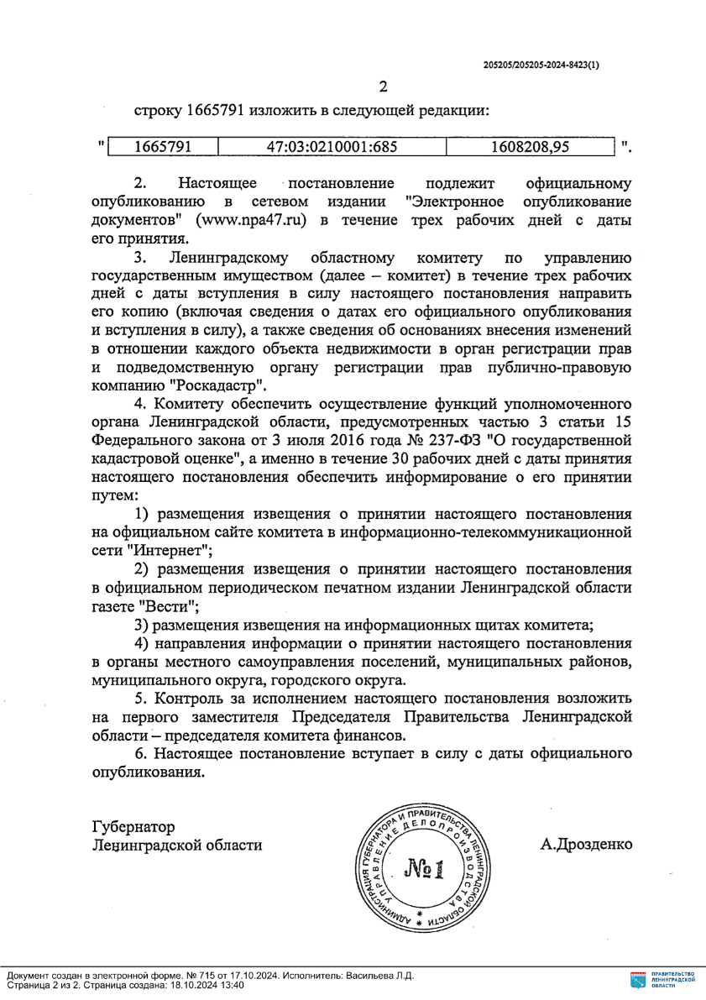 205205/205205-2024-8423(1)
2
строку 1665791 изложить в следующей редакции:
" 1665791 47:03:0210001:685 1608208,95 ".
2. Настоящее постановление подлежит официальному
опубликованию в сетевом издании "Электронное опубликование
документов" (www.npa47.ru) в течение трех рабочих дней с даты
его принятия.
3. Ленинградскому областному комитету по управлению
государственным имуществом (далее – комитет) в течение трех рабочих
дней с даты вступления в силу настоящего постановления направить
его копию (включая сведения о датах его официального опубликования
и вступления в силу), а также сведения об основаниях внесения изменений
в отношении каждого объекта недвижимости в орган регистрации прав
и подведомственную органу регистрации прав публично-правовую
компанию "Роскадастр".
4. Комитету обеспечить осуществление функций уполномоченного
органа Ленинградской области, предусмотренных частью 3 статьи 15
Федерального закона от 3 июля 2016 года № 237-ФЗ "О государственной
кадастровой оценке", а именно в течение 30 рабочих дней с даты принятия
настоящего постановления обеспечить информирование о его принятии
путем:
1) размещения извещения о принятии настоящего постановления
на официальном сайте комитета в информационно-телекоммуникационной
сети "Интернет";
2) размещения извещения о принятии настоящего постановления
в официальном периодическом печатном издании Ленинградской области
газете "Вести";
3) размещения извещения на информационных щитах комитета;
4) направления информации о принятии настоящего постановления
в органы местного самоуправления поселений, муниципальных районов,
муниципального округа, городского округа.
5. Контроль за исполнением настоящего постановления возложить
на первого заместителя Председателя Правительства Ленинградской
области – председателя комитета финансов.
6. Настоящее постановление вступает в силу с даты официального
опубликования.
Губернатор
Ленинградской области
А.Дрозденко
АДМИНИСТРАЦИЯ ГУБЕРНАТОРА И ПРАВИТЕЛЬСТВА ЛЕНИНГРАДСКОЙ ОБЛАСТИ
УПРАВЛЕНИЕ ДЕЛОПРОИЗВОДСТВА
№1
Документ создан в электронной форме. № 715 от 17.10.2024. Исполнитель: Васильева Л.Д.
Страница 2 из 2. Страница создана: 18.10.2024 13:40
ПРАВИТЕЛЬСТВО
ЛЕНИНГРАДСКОЙ
ОБЛАСТИ